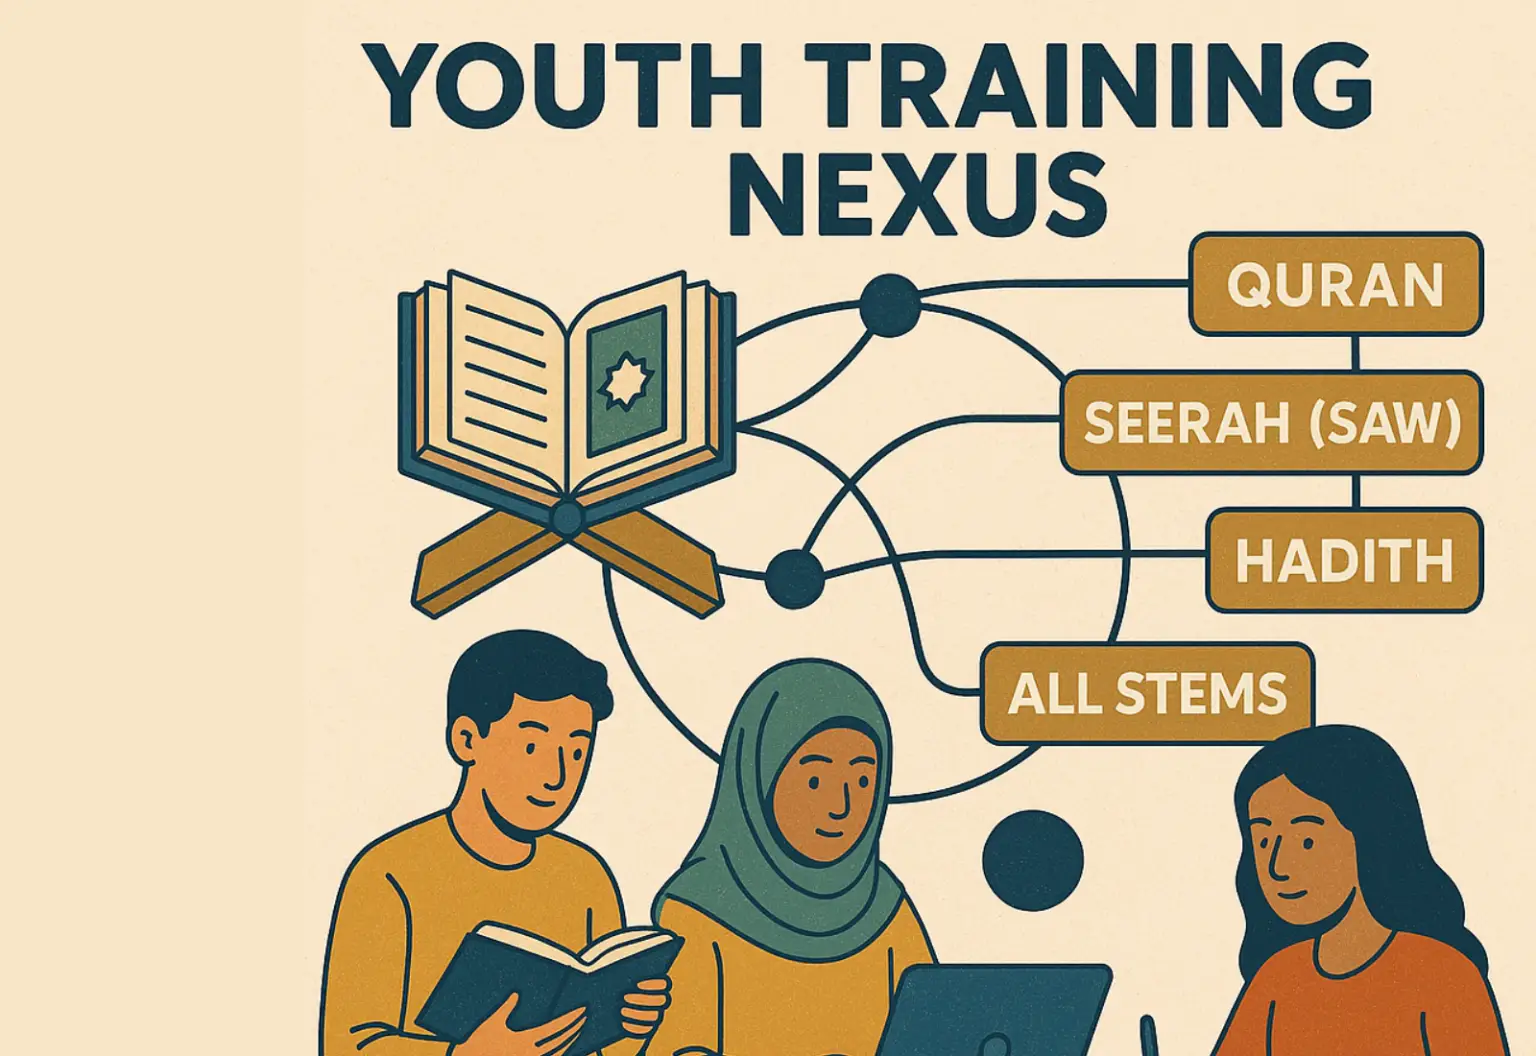 YOUTH TRAINING
NEXUS
QURAN
SEERAH (SAW)
HADITH
ALL STEMS